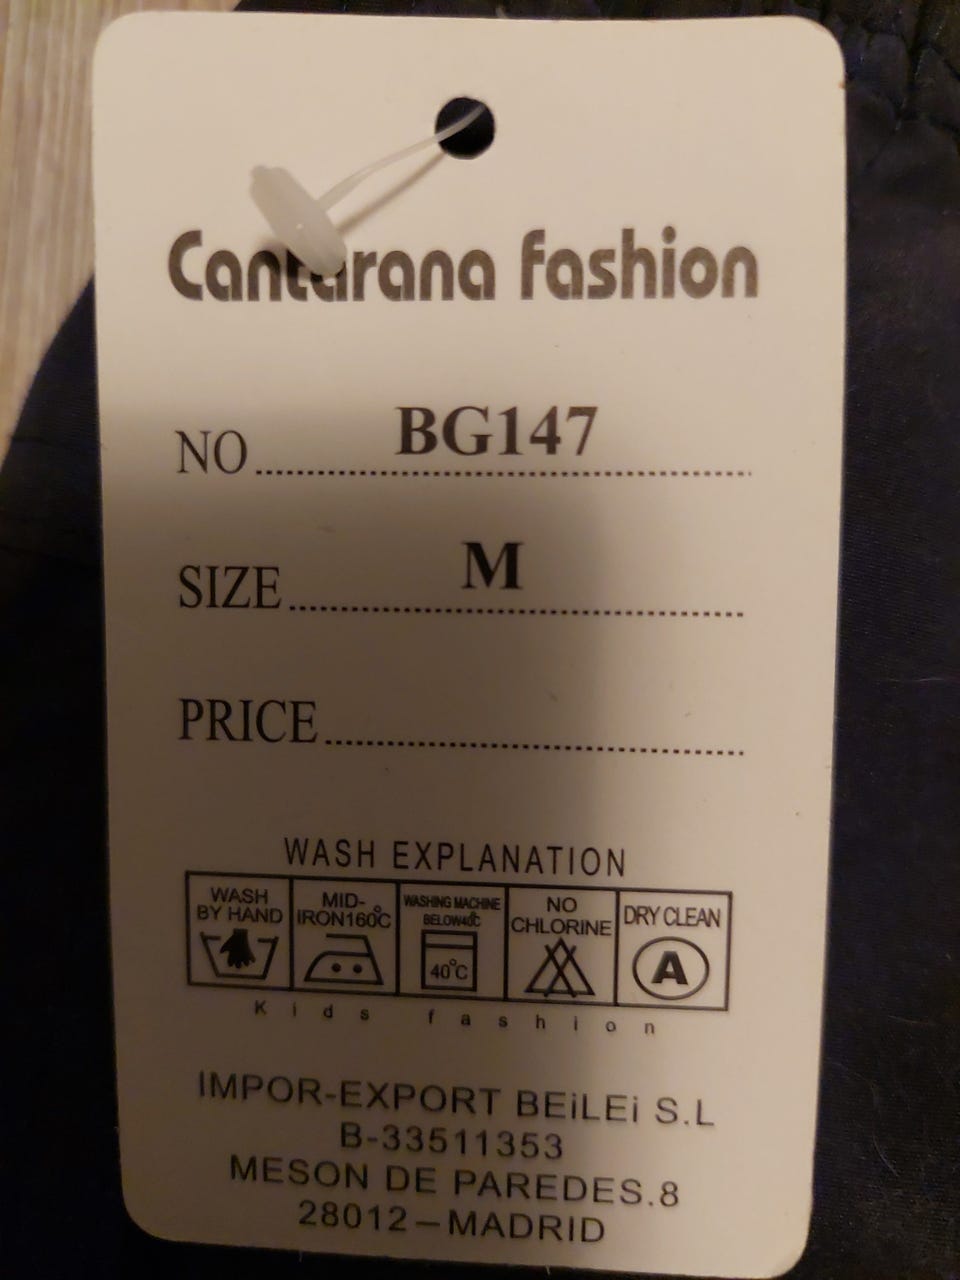 Cantarana fashion
NO BG147
SIZE M
PRICE
WASH EXPLANATION
WASH BY HAND
MID-IRON160°C
WASHING MACHINE BELOW40°C
40°C
NO CHLORINE
DRY CLEAN
A
Kids fashion
IMPOR-EXPORT BEiLEi S.L
B-33511353
MESON DE PAREDES.8
28012-MADRID